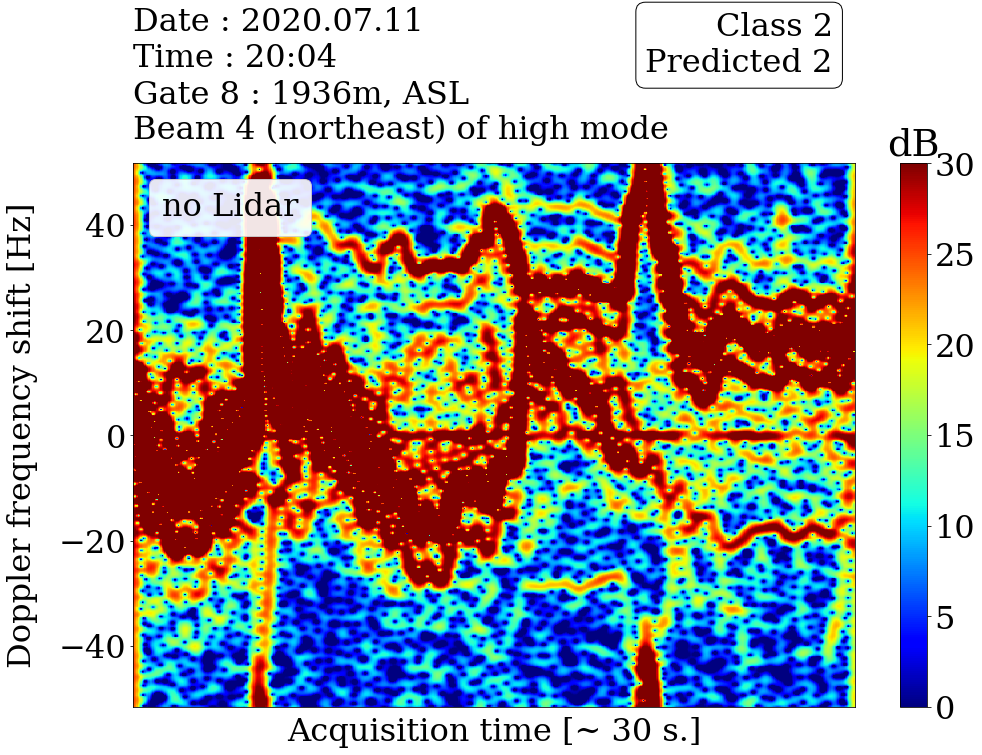 Date : 2020.07.11
Time : 20:04
Gate 8 : 1936m, ASL
Beam 4 (northeast) of high mode
Class 2
Predicted 2
dB
no Lidar
Doppler frequency shift [Hz]
40
20
0
−20
−40
30
25
20
15
10
5
0
Acquisition time [~ 30 s.]